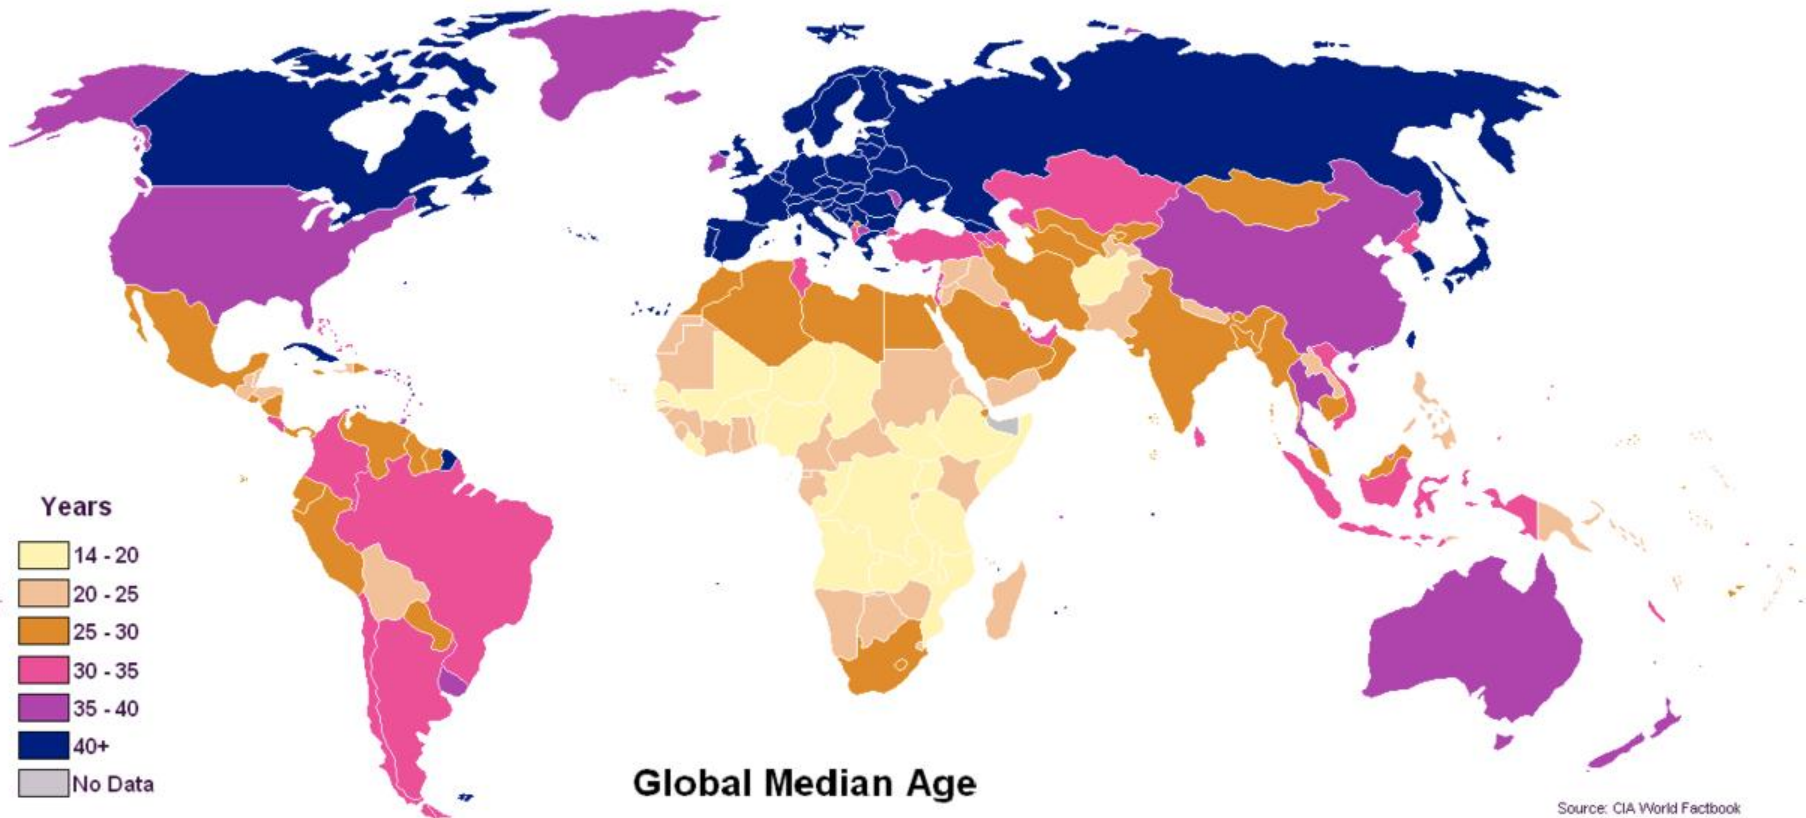 Years
14 - 20
20 - 25
25 - 30
30 - 35
35 - 40
40+
No Data
Global Median Age
Source: CIA World Factbook